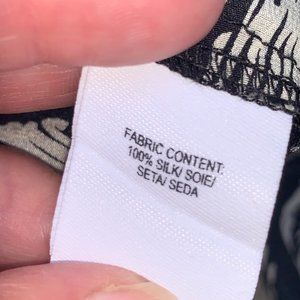 FABRIC CONTENT:
100% SILK/ SOIE/
SETA/ SEDA